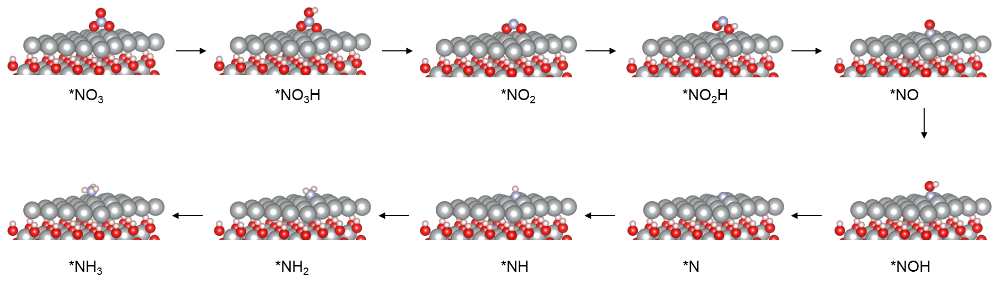 *NO₃ *NO₃H *NO₂ *NO₂H *NO
*NH₃ *NH₂ *NH *N *NOH